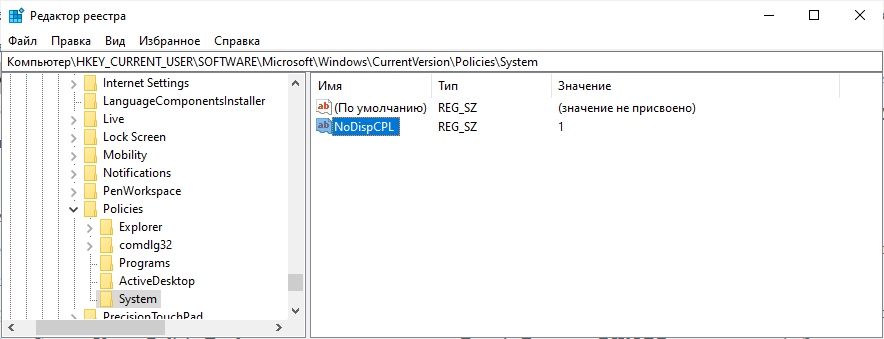 Редактор реестра
Файл Правка Вид Избранное Справка
Компьютер\HKEY_CURRENT_USER\SOFTWARE\Microsoft\Windows\CurrentVersion\Policies\System
Internet Settings
LanguageComponentsInstaller
Live
Lock Screen
Mobility
Notifications
PenWorkspace
Policies
Explorer
comdlg32
Programs
ActiveDesktop
System
PrecisionTouchPad
Имя Тип Значение
ab (По умолчанию) REG_SZ (значение не присвоено)
ab NoDispCPL REG_SZ 1